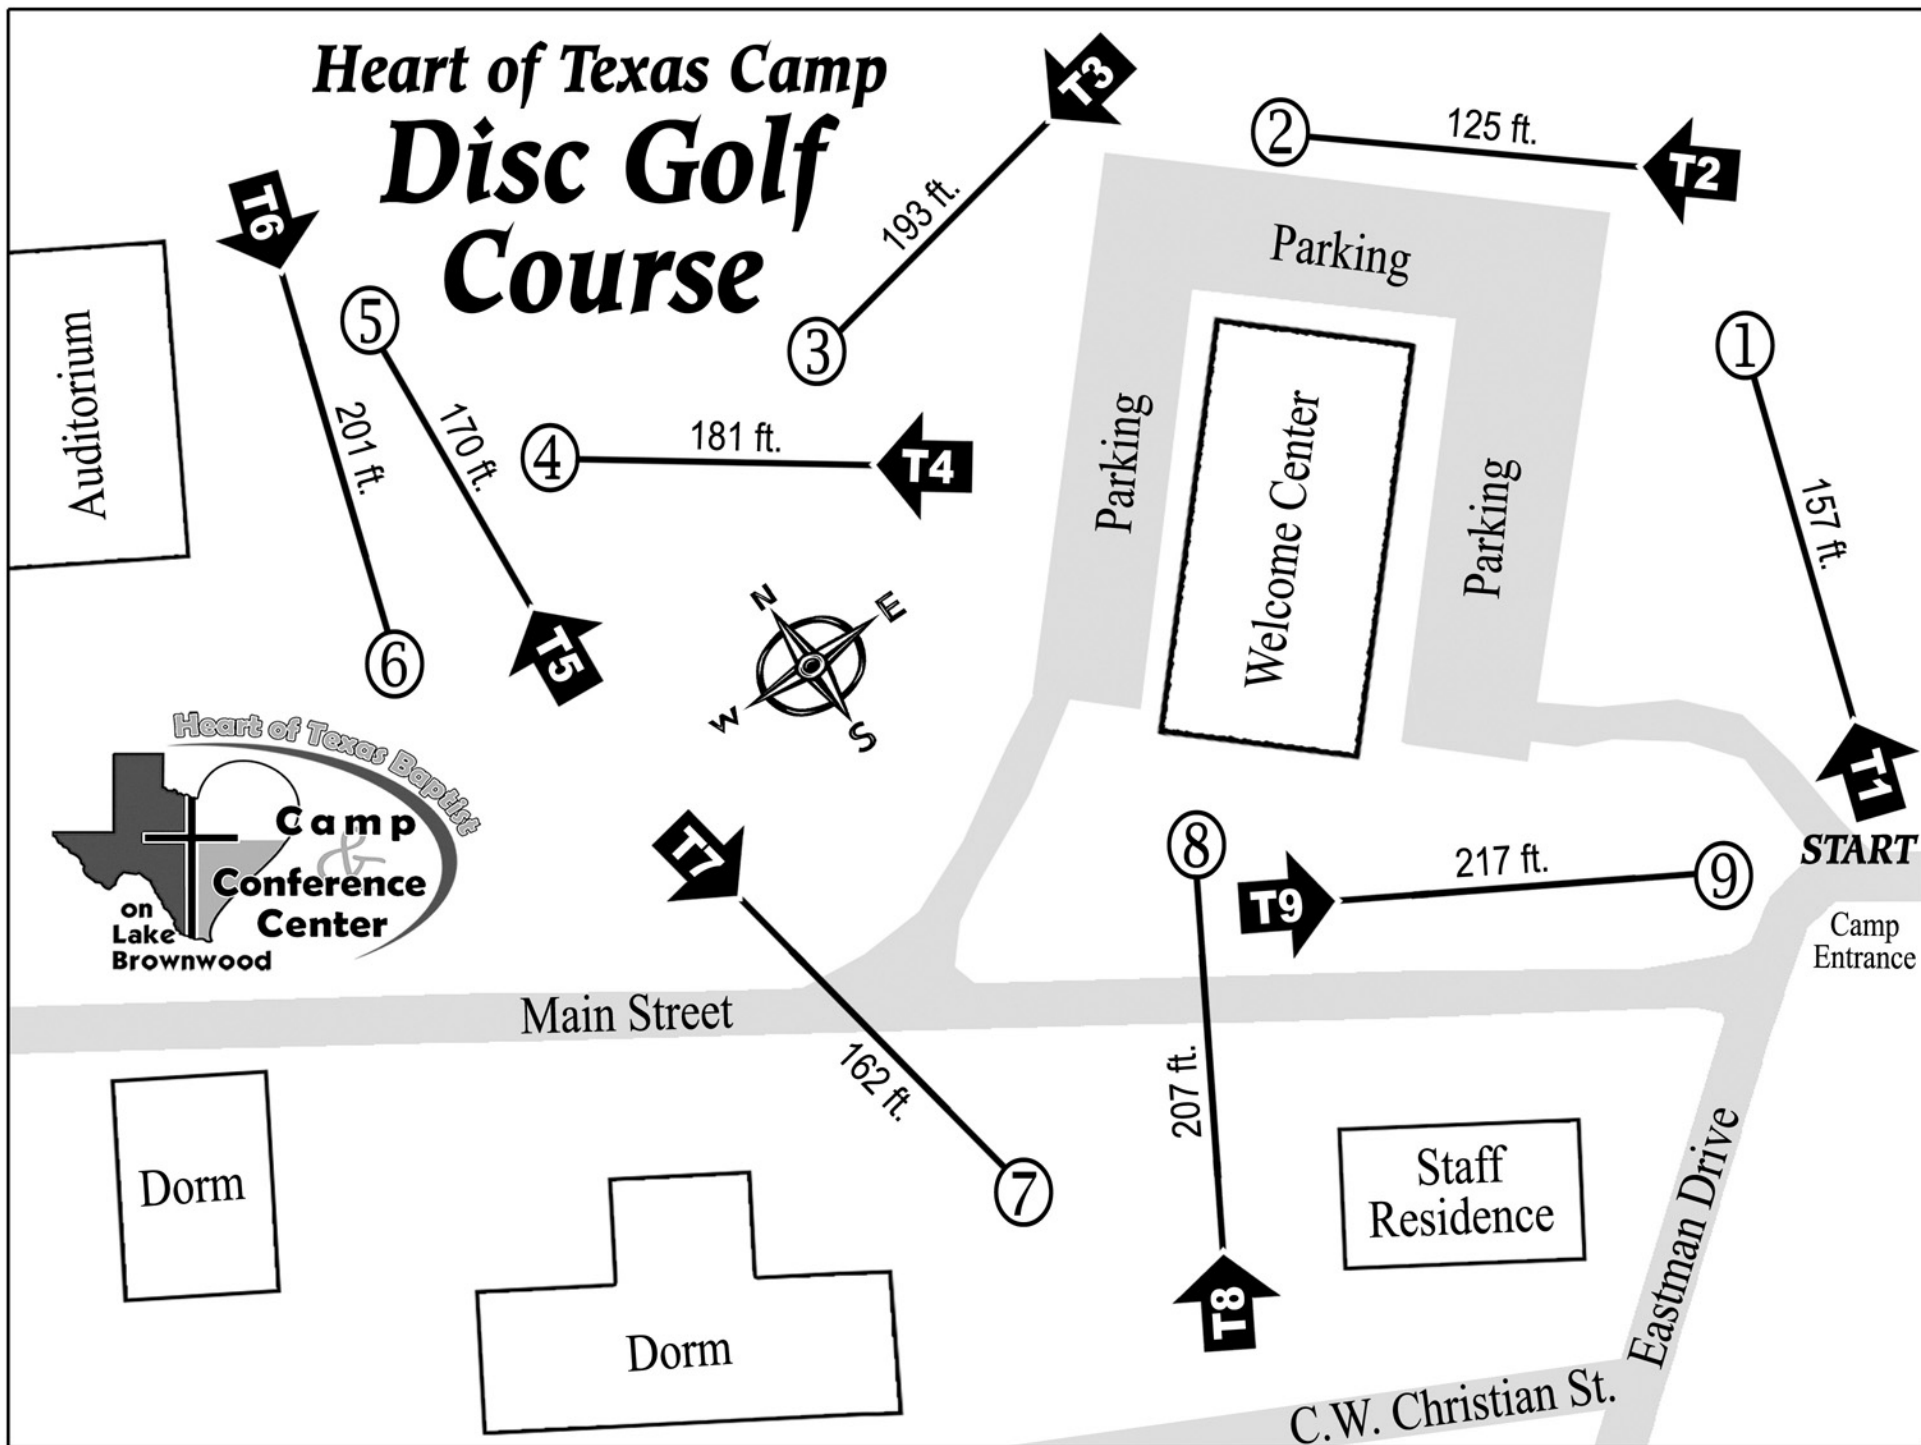 Heart of Texas Camp
Disc Golf
Course
T3
193 ft.
3
2
125 ft.
T2
T6
201 ft.
6
5
170 ft.
T5
4
181 ft.
T4
Auditorium
Parking
Parking
Parking
Welcome Center
1
157 ft.
T1
START
Camp
Entrance
N
E
W
S
Heart of Texas Baptist
Camp
&
Conference
Center
on
Lake
Brownwood
T7
162 ft.
7
8
207 ft.
T8
T9
217 ft.
9
Main Street
Dorm
Dorm
Staff
Residence
Eastman Drive
C.W. Christian St.